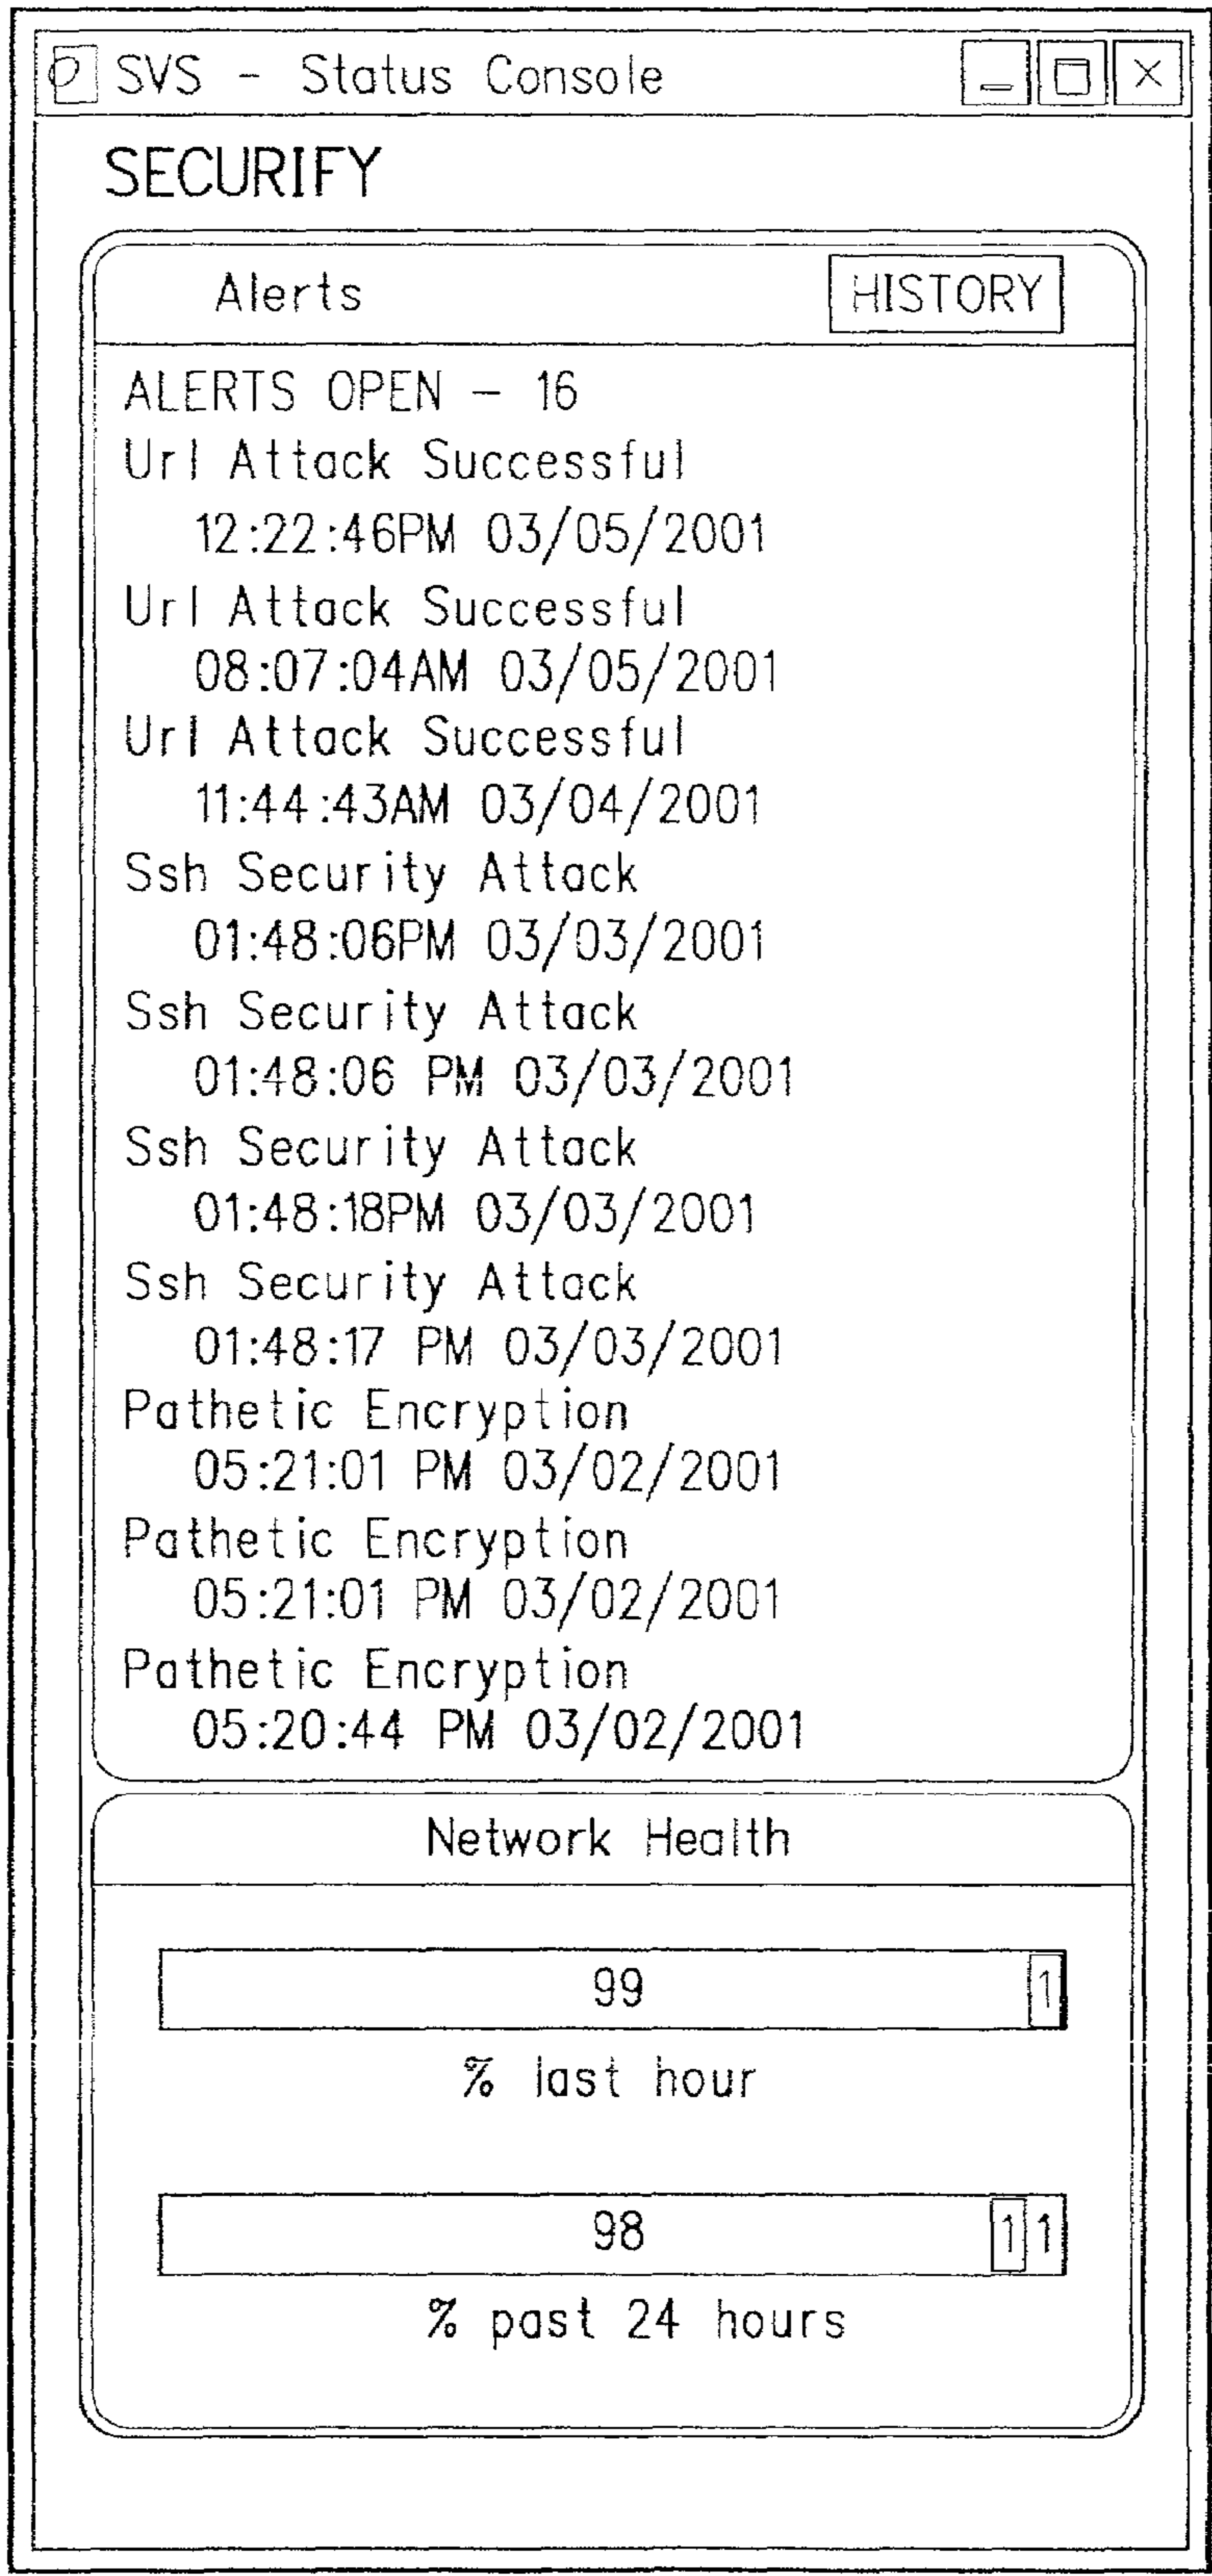 SVS - Status Console
SECURIFY
Alerts HISTORY
ALERTS OPEN - 16
Url Attack Successful
12:22:46PM 03/05/2001
Url Attack Successful
08:07:04AM 03/05/2001
Url Attack Successful
11:44:43AM 03/04/2001
Ssh Security Attack
01:48:06PM 03/03/2001
Ssh Security Attack
01:48:06 PM 03/03/2001
Ssh Security Attack
01:48:18PM 03/03/2001
Ssh Security Attack
01:48:17 PM 03/03/2001
Pathetic Encryption
05:21:01 PM 03/02/2001
Pathetic Encryption
05:21:01 PM 03/02/2001
Pathetic Encryption
05:20:44 PM 03/02/2001
Network Health
99 1
% last hour
98 1 1
% past 24 hours